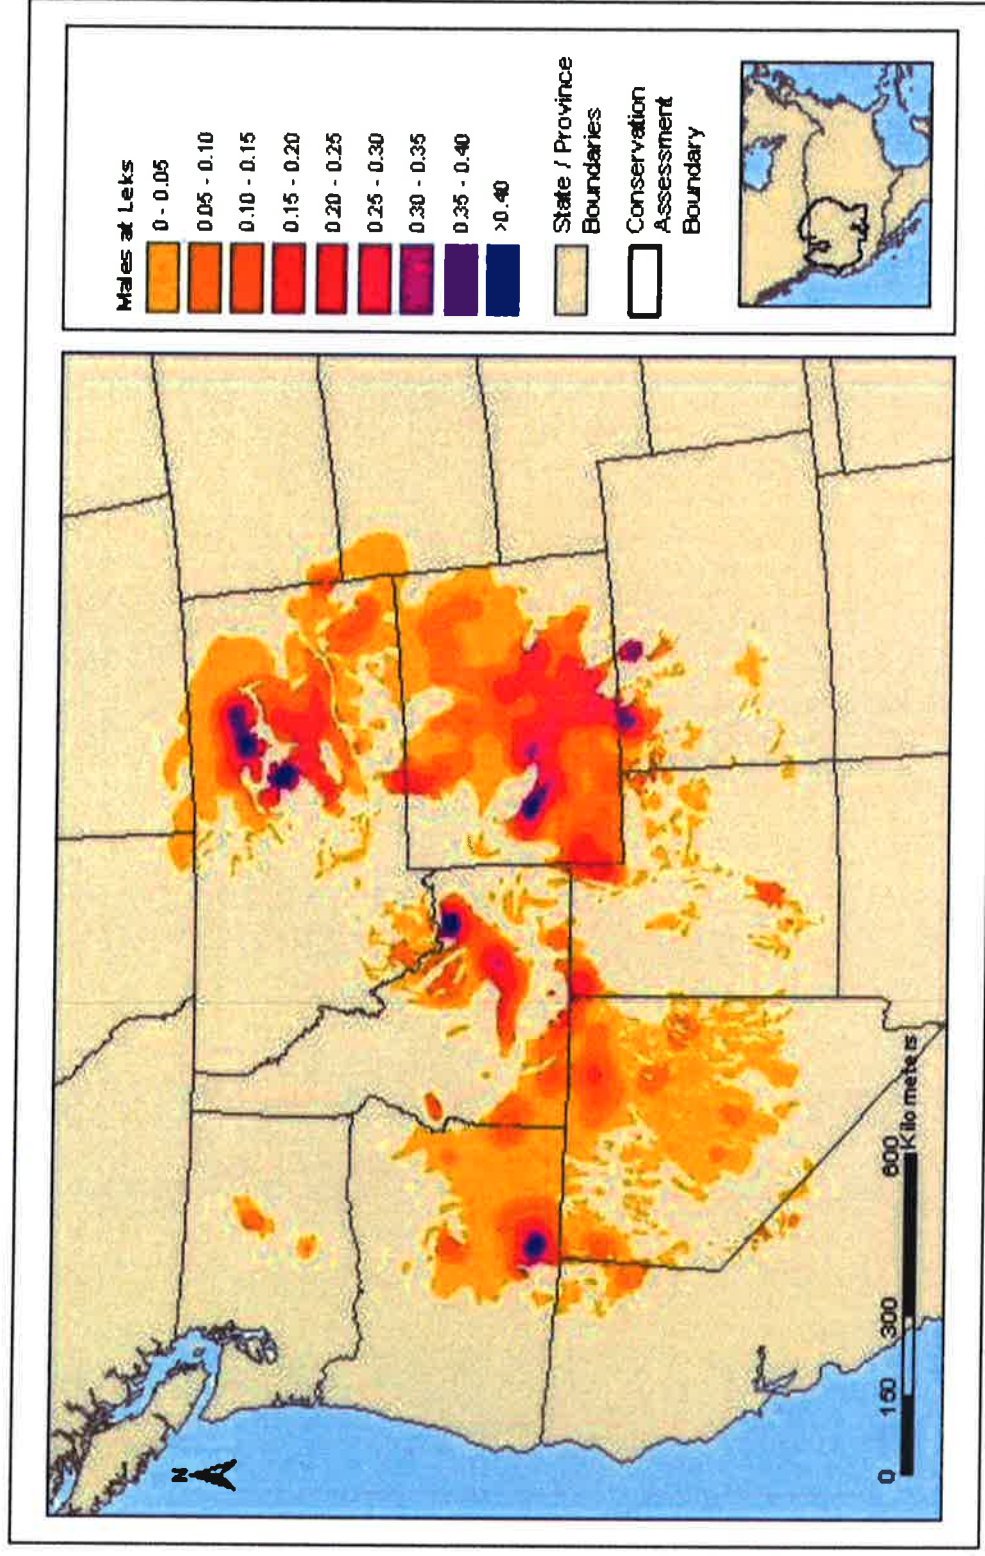 Males at Leks
0 - 0.05
0.05 - 0.10
0.10 - 0.15
0.15 - 0.20
0.20 - 0.25
0.25 - 0.30
0.30 - 0.35
0.35 - 0.40
>0.40
State / Province
Boundaries
Conservation
Assessment
Boundary
N
0 150 300 600
Kilometers